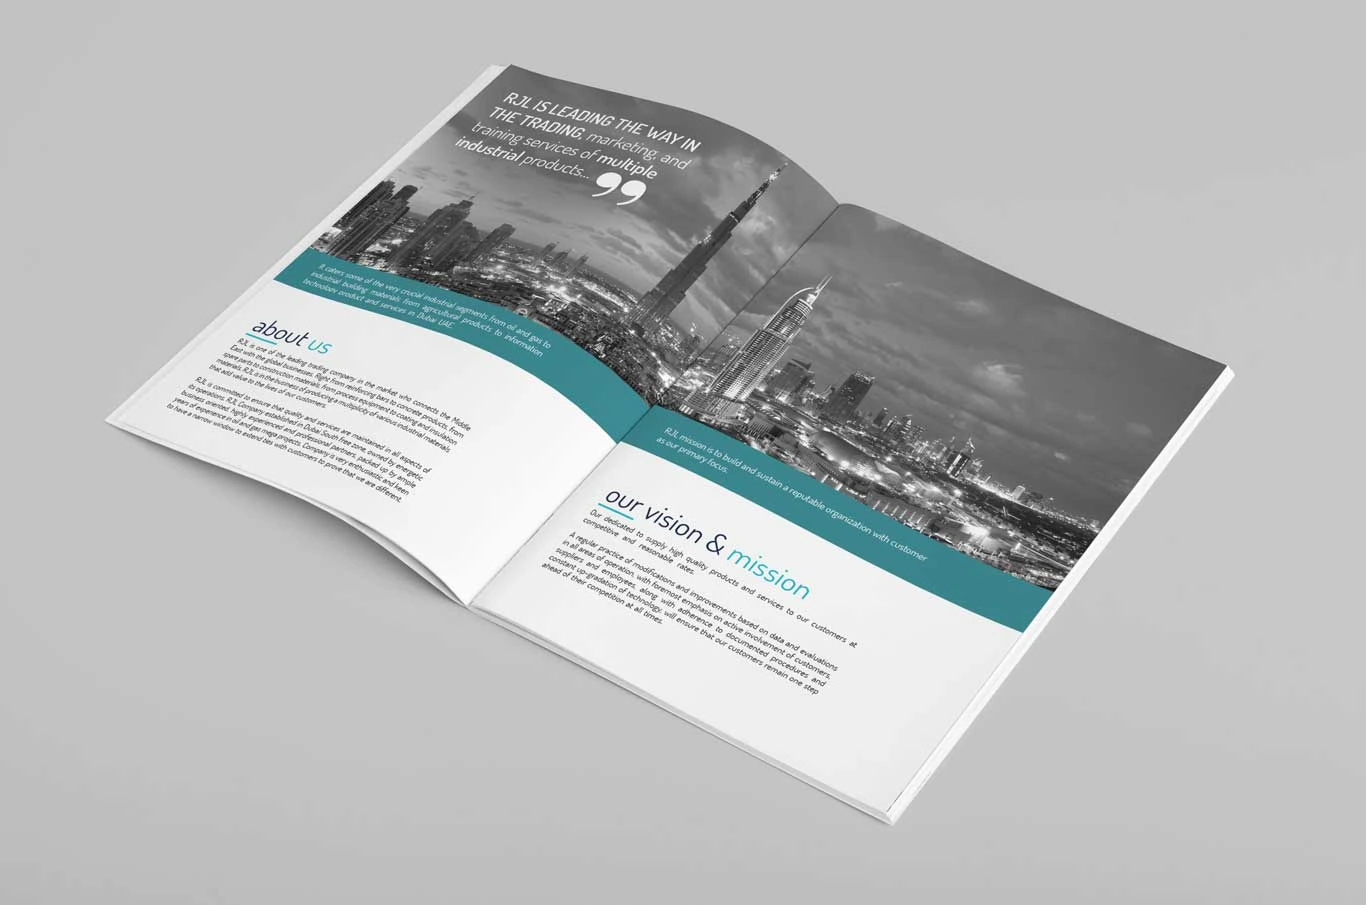 RJL IS LEADING THE WAY IN
THE TRADING, marketing, and
training services of multiple
industrial products...
”
It caters some of the very crucial industrial segments from oil and gas to
industrial building materials from agricultural products to information
technology product and services in Dubai UAE.
about us
RJL is one of the leading trading company in the market who connects the Middle
East with the global businesses. Right from reinforcing bars to concrete products, from
spare parts to construction materials, from process equipment to coating and insulation
materials. RJL is in the business of producing a multiplicity of various industrial materials
that add value to the lives of our customers.
RJL is committed to ensure that quality and services are maintained in all aspects of
its operations. RJL Company established in Dubai South Free zone, owned by energetic
business oriented, highly experienced and professional partners, packed up by ample
years of experience in oil and gas mega projects. Company is very enthusiastic and keen
to have a narrow window to extend ties with customers to prove that we are different.
RJL mission is to build and sustain a reputable organization with customer
as our primary focus.
our vision & mission
Our dedicated to supply high quality products and services to our customers at
competitive and reasonable rates.
A regular practice of modifications and improvements based on data and evaluations
in all areas of operation, with foremost emphasis on active involvement of customers,
suppliers and employees, along with adherence to documented procedures and
constant up-gradation of technology, will ensure that our customers remain one step
ahead of their competition at all times.